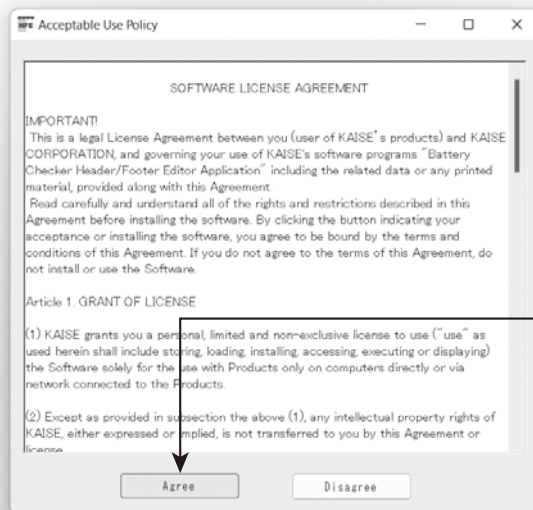 HFE Acceptable Use Policy
SOFTWARE LICENSE AGREEMENT
IMPORTANT!
This is a legal License Agreement between you (user of KAISE's products) and KAISE
CORPORATION, and governing your use of KAISE's software programs "Battery
Checker Header/Footer Editor Application" including the related data or any printed
material, provided along with this Agreement.
Read carefully and understand all of the rights and restrictions described in this
Agreement before installing the software. By clicking the button indicating your
acceptance or installing the software, you agree to be bound by the terms and
conditions of this Agreement. If you do not agree to the terms of this Agreement, do
not install or use the Software.
Article 1. GRANT OF LICENSE
(1) KAISE grants you a personal, limited and non-exclusive license to use ("use" as
used herein shall include storing, loading, installing, accessing, executing or displaying)
the Software solely for the use with Products only on computers directly or via
network connected to the Products.
(2) Except as provided in subsection the above (1), any intellectual property rights of
KAISE, either expressed or implied, is not transferred to you by this Agreement or
license.
Agree
Disagree